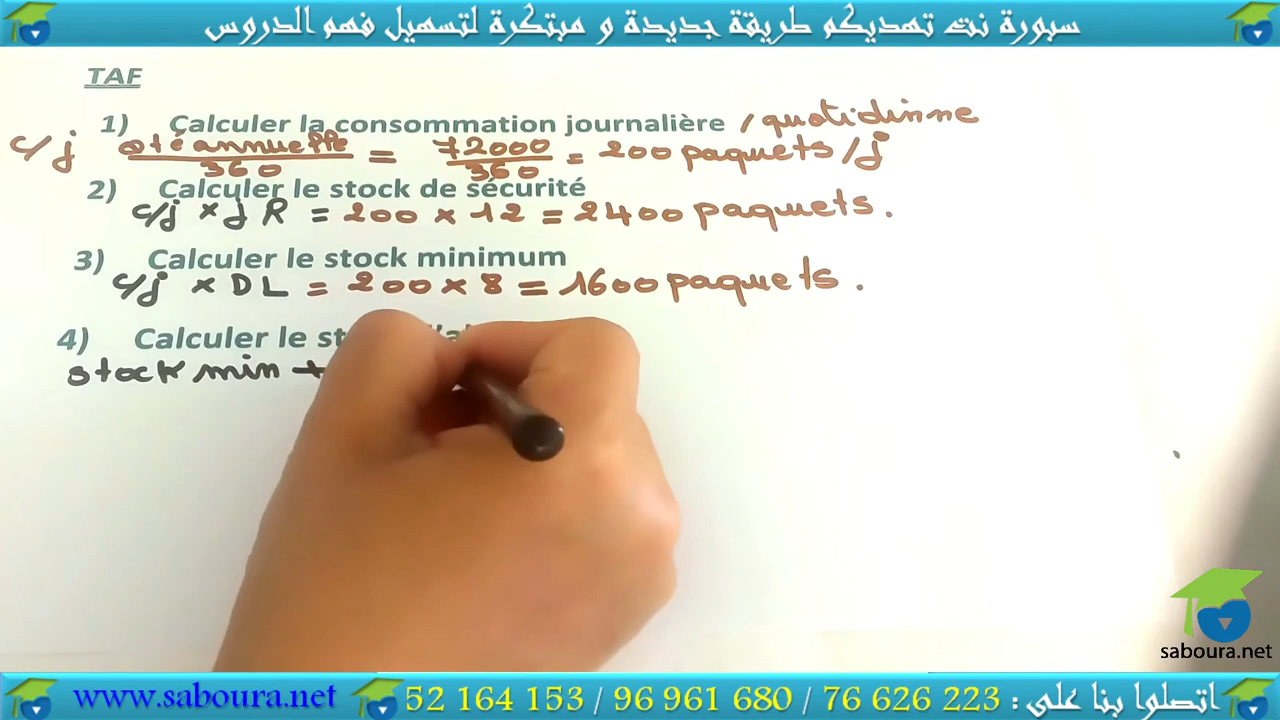 سبورة نت تهديكم طريقة جديدة و مبتكرة لتسهيل فهم الدروس
TAF
1) Calculer la consommation journalière / quotidinne
c/j qté annuelle / 360 = 72000 / 360 = 200 paquets / j
2) Calculer le stock de sécurité
c/j × j R = 200 × 12 = 2400 paquets.
3) Calculer le stock minimum
c/j × D L = 200 × 8 = 1600 paquets.
4) Calculer le
stock min +
saboura.net
www.saboura.net 52 164 153 / 96 961 680 / 76 626 223 : اتصلوا بنا على